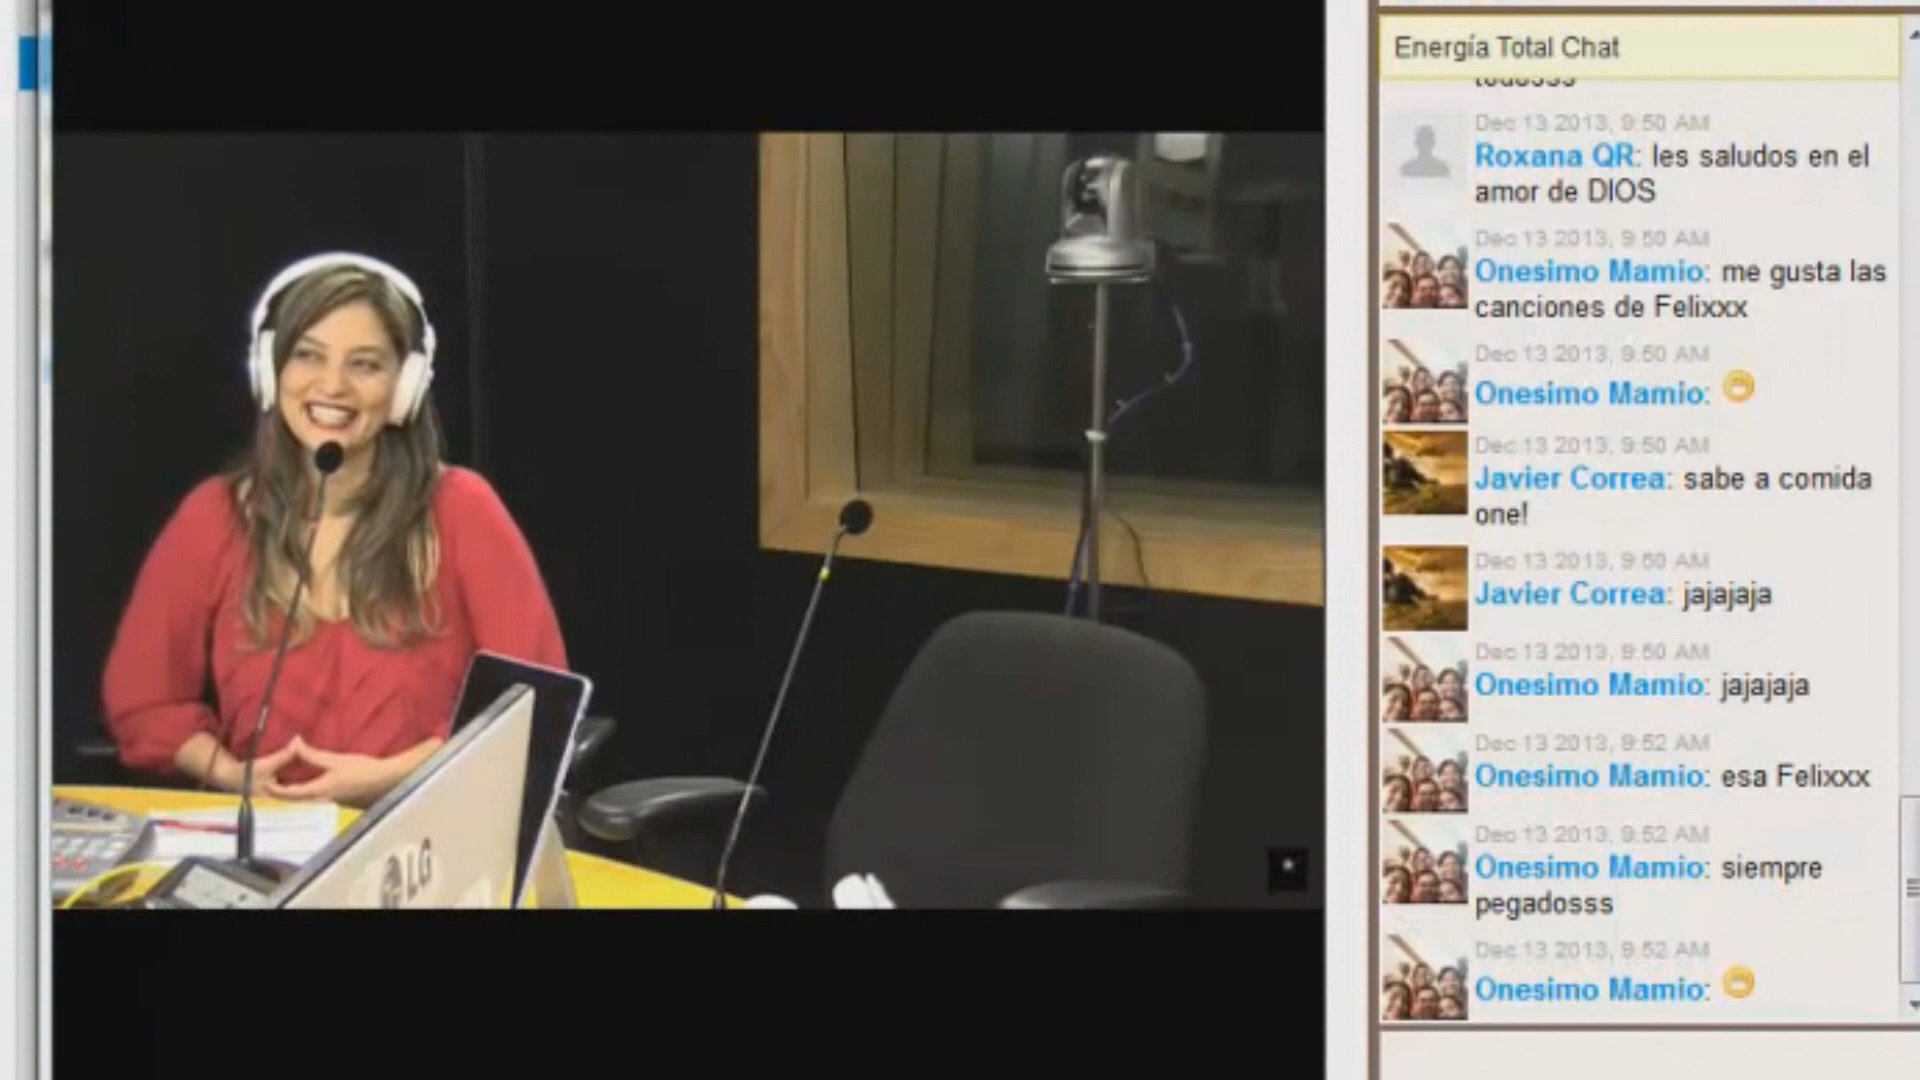 Energía Total Chat
Dec 13 2013, 9:50 AM
Roxana QR: les saludos en el
amor de DIOS
Dec 13 2013, 9:50 AM
Onesimo Mamio: me gusta las
canciones de Felixxx
Dec 13 2013, 9:50 AM
Onesimo Mamio:
Dec 13 2013, 9:50 AM
Javier Correa: sabe a comida
one!
Dec 13 2013, 9:50 AM
Javier Correa: jajajaja
Dec 13 2013, 9:50 AM
Onesimo Mamio: jajajaja
Dec 13 2013, 9:52 AM
Onesimo Mamio: esa Felixxx
Dec 13 2013, 9:52 AM
Onesimo Mamio: siempre
pegadosss
Dec 13 2013, 9:52 AM
Onesimo Mamio:
LG